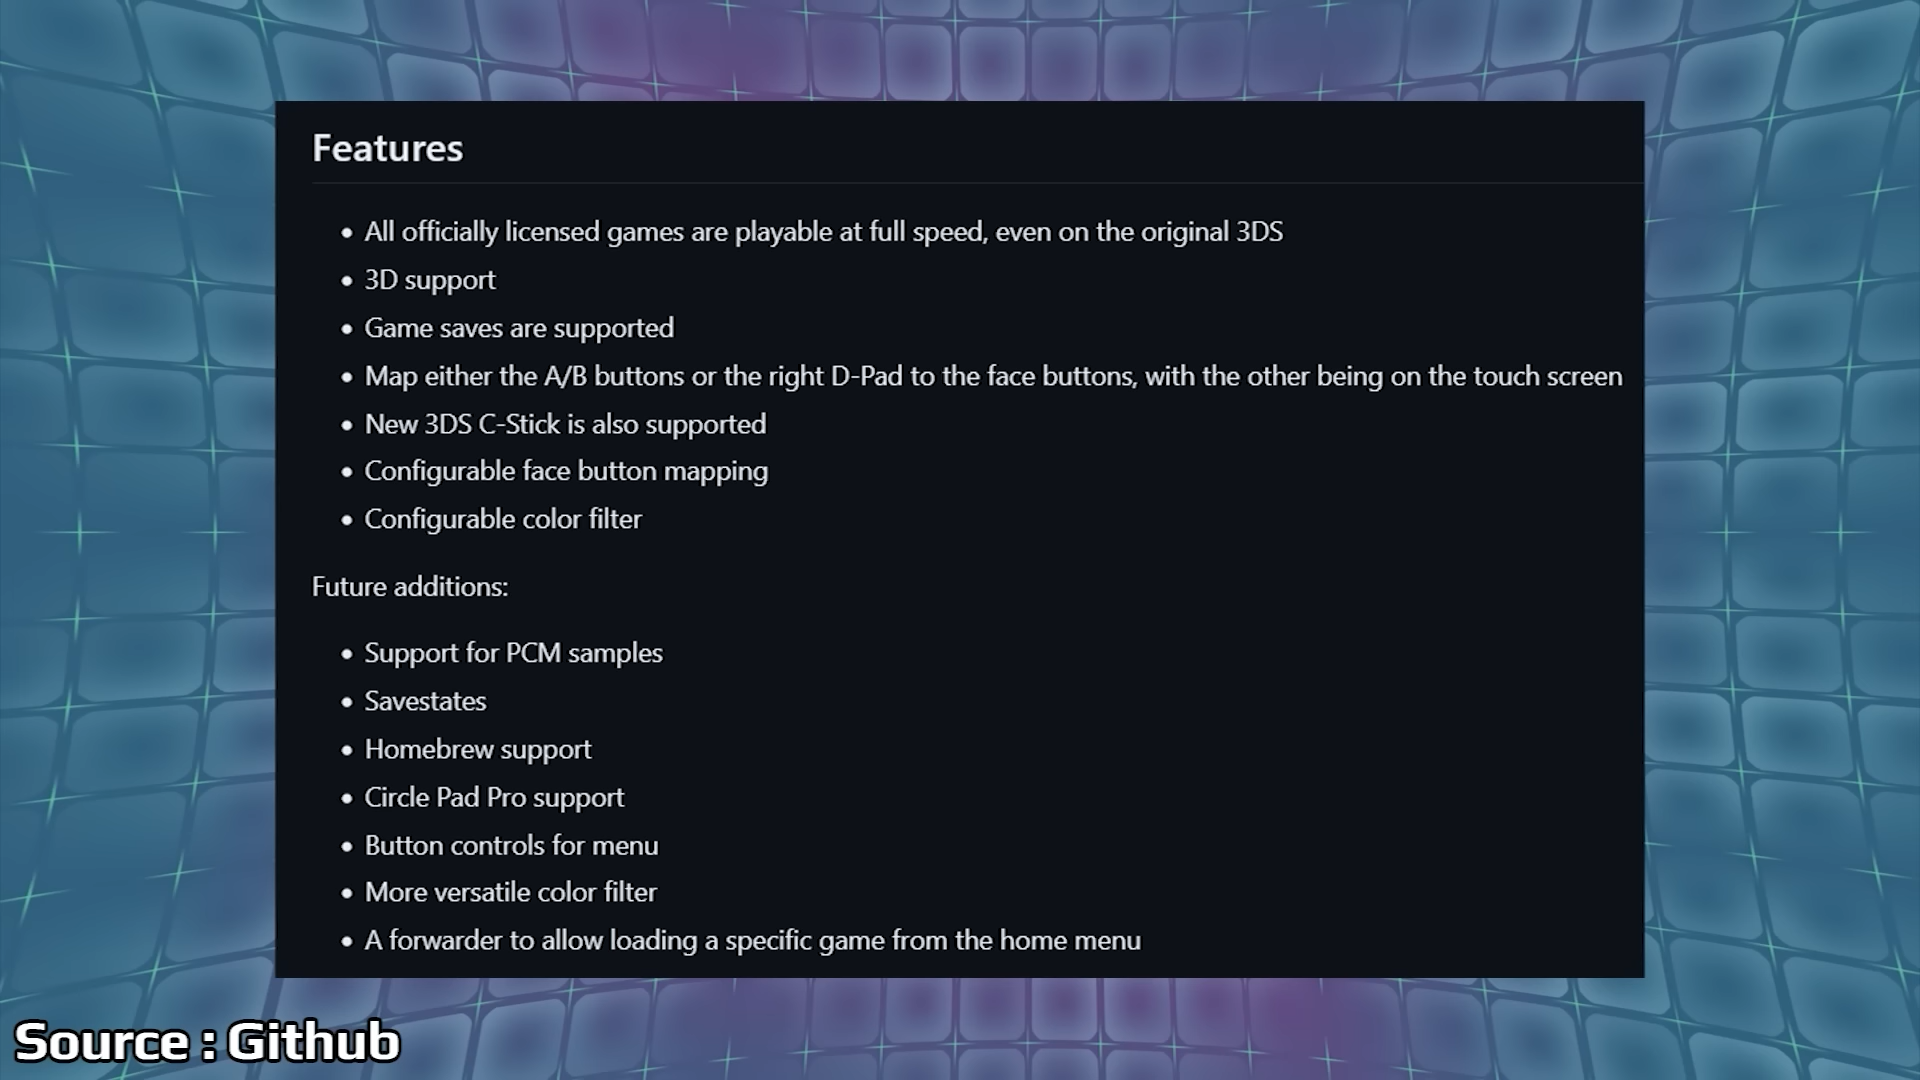 Features
All officially licensed games are playable at full speed, even on the original 3DS
3D support
Game saves are supported
Map either the A/B buttons or the right D-Pad to the face buttons, with the other being on the touch screen
New 3DS C-Stick is also supported
Configurable face button mapping
Configurable color filter
Future additions:
Support for PCM samples
Savestates
Homebrew support
Circle Pad Pro support
Button controls for menu
More versatile color filter
A forwarder to allow loading a specific game from the home menu
Source : Github